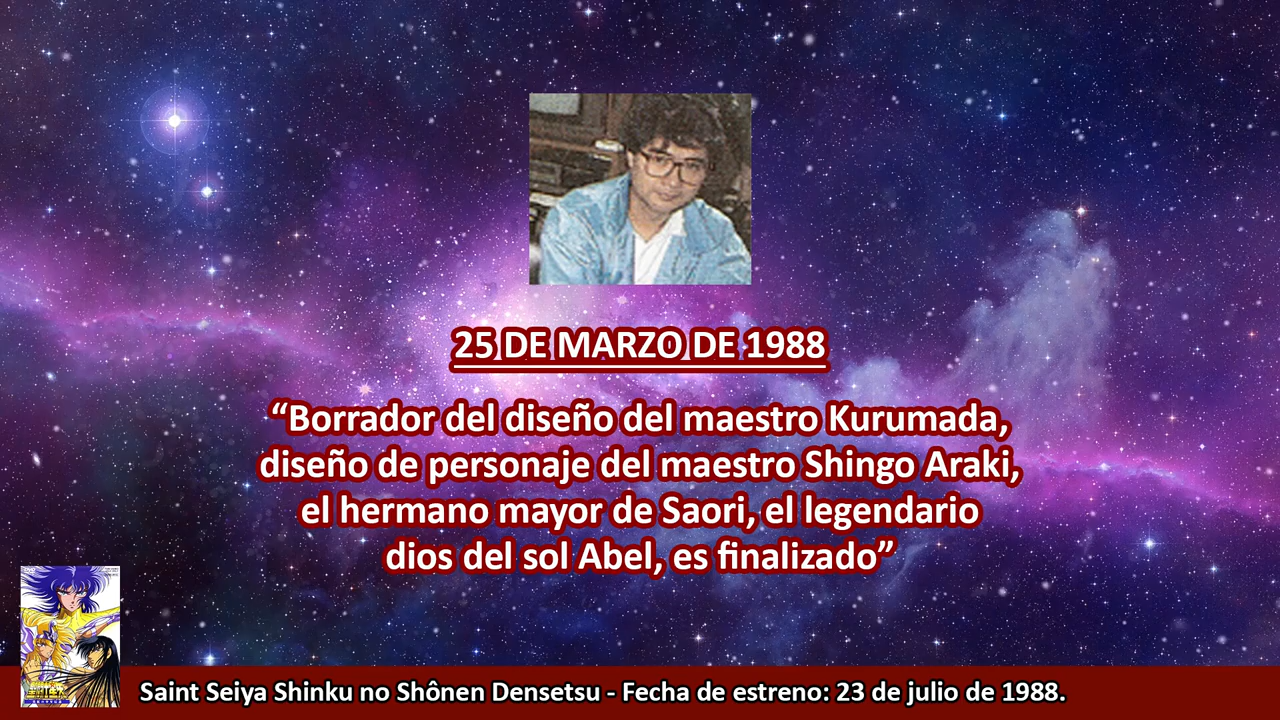 25 DE MARZO DE 1988
“Borrador del diseño del maestro Kurumada,
diseño de personaje del maestro Shingo Araki,
el hermano mayor de Saori, el legendario
dios del sol Abel, es finalizado”
Saint Seiya Shinku no Shônen Densetsu - Fecha de estreno: 23 de julio de 1988.